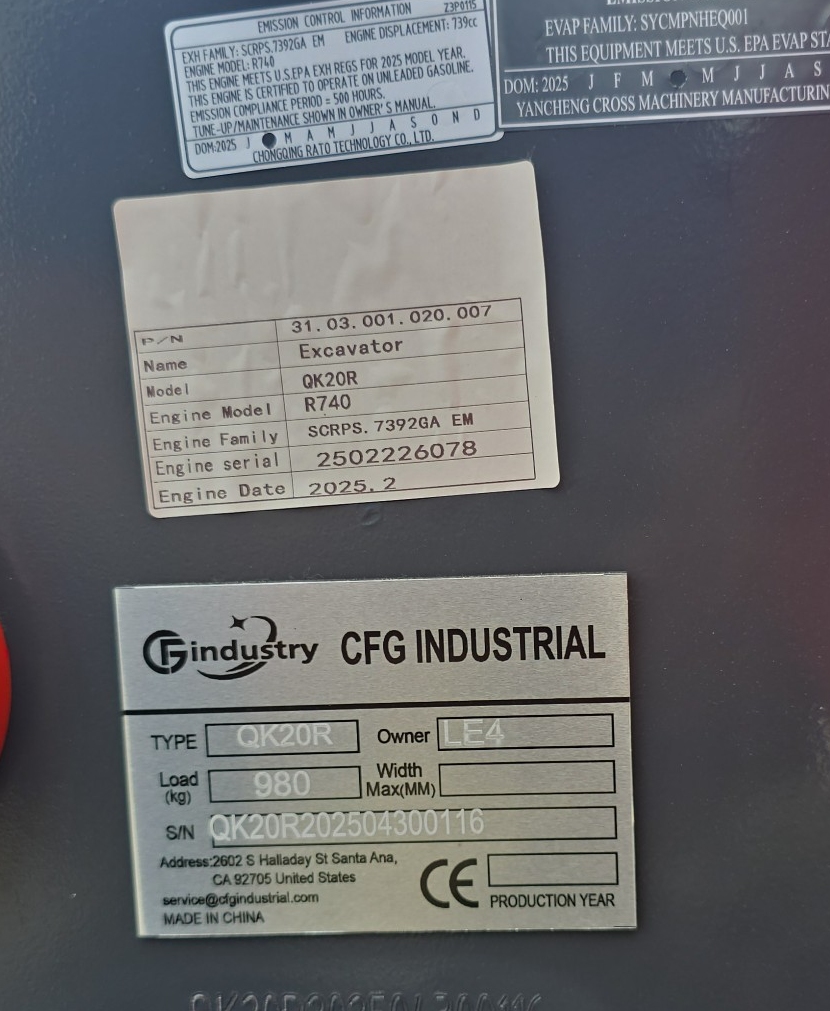 EMISSION CONTROL INFORMATION 23P0115
EXH FAMILY: SCRPS.7392GA EM ENGINE DISPLACEMENT: 739cc
ENGINE MODEL: R740
THIS ENGINE MEETS U.S.EPA EXH REGS FOR 2025 MODEL YEAR.
THIS ENGINE IS CERTIFIED TO OPERATE ON UNLEADED GASOLINE.
EMISSION COMPLIANCE PERIOD = 500 HOURS.
TUNE-UP/MAINTENANCE SHOWN IN OWNER'S MANUAL.
DOM:2025 J M A M J J A S O N D
CHONGQING RATO TECHNOLOGY CO., LTD.
EVAP FAMILY: SYCMPNHEQ001
THIS EQUIPMENT MEETS U.S. EPA EVAP STA
DOM: 2025 J F M M J J A S
YANCHENG CROSS MACHINERY MANUFACTURIN
P/N 31.03.001.020.007
Name Excavator
Model QK20R
Engine Model R740
Engine Family SCRPS.7392GA EM
Engine serial 2502226078
Engine Date 2025.2
CFGindustry CFG INDUSTRIAL
TYPE QK20R Owner LE4
Load (kg) 980 Width Max(MM)
S/N QK20R202504300116
Address:2602 S Halladay St Santa Ana,
CA 92705 United States
service@cfgindustrial.com
MADE IN CHINA
CE PRODUCTION YEAR
QK20R202504300116